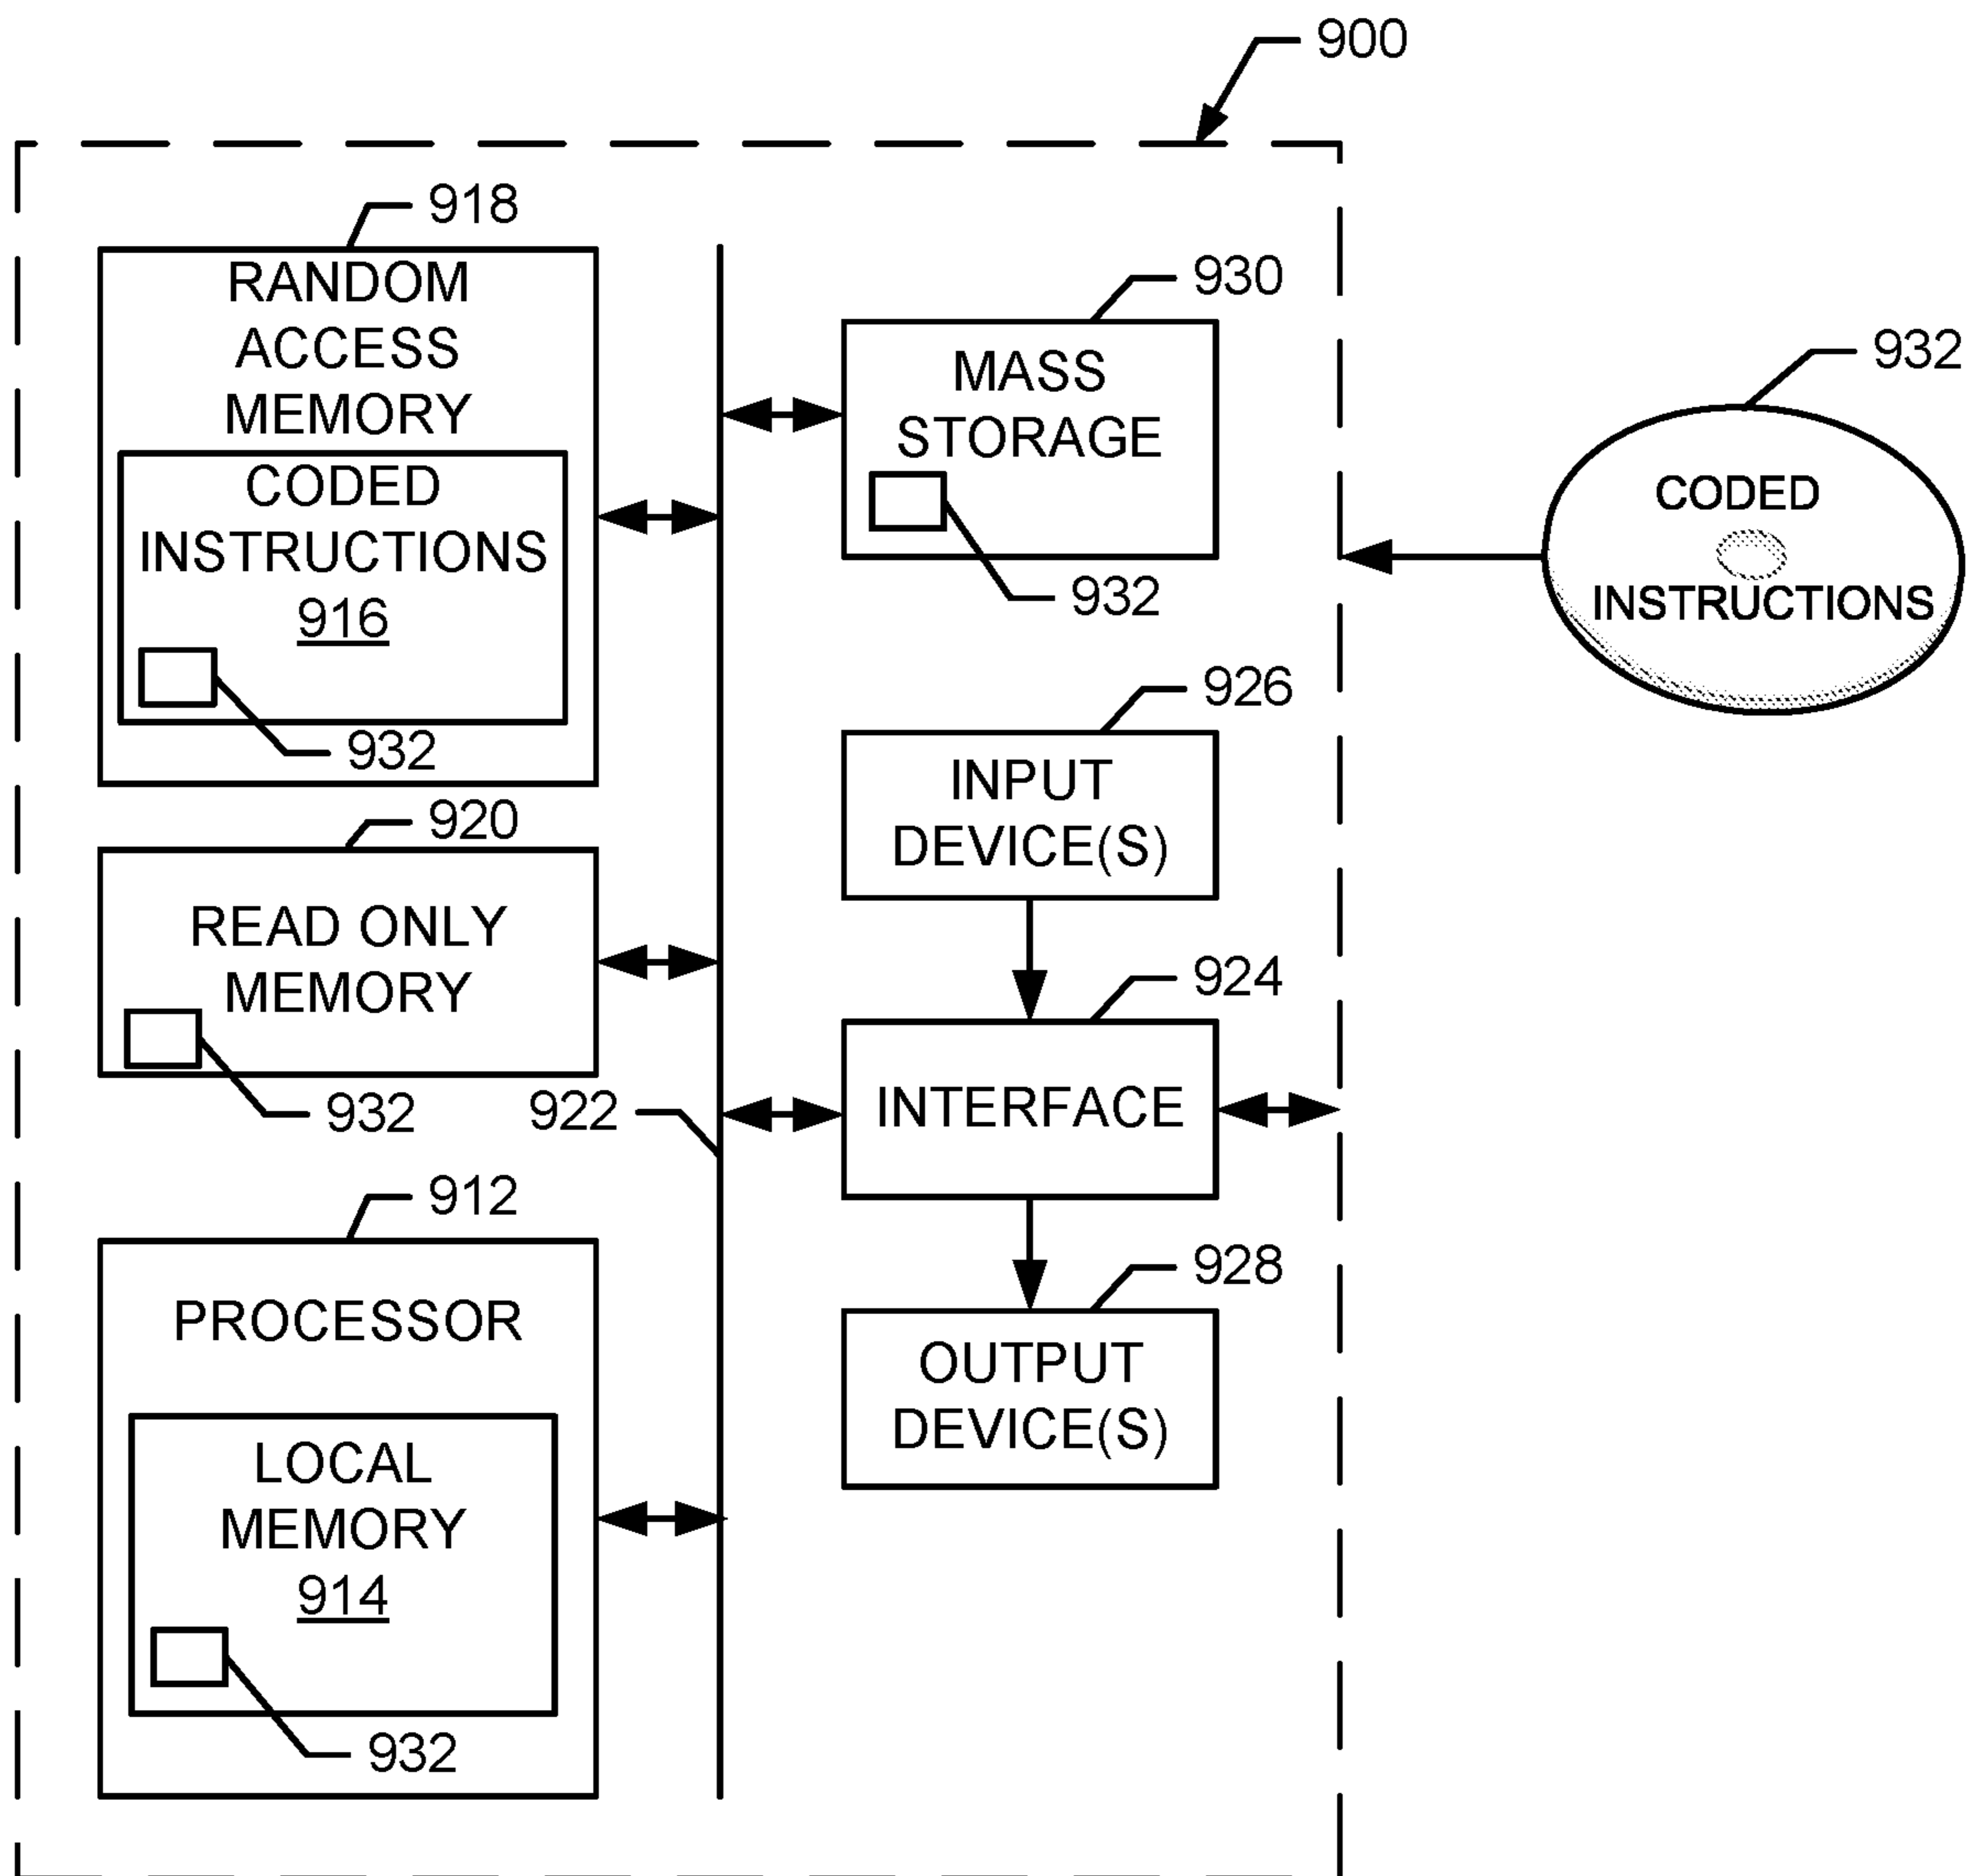 900
918
RANDOM
ACCESS
MEMORY
CODED
INSTRUCTIONS
916
932
930
MASS
STORAGE
932
932
CODED
INSTRUCTIONS
926
INPUT
DEVICE(S)
920
READ ONLY
MEMORY
932
922
924
INTERFACE
912
PROCESSOR
LOCAL
MEMORY
914
932
928
OUTPUT
DEVICE(S)